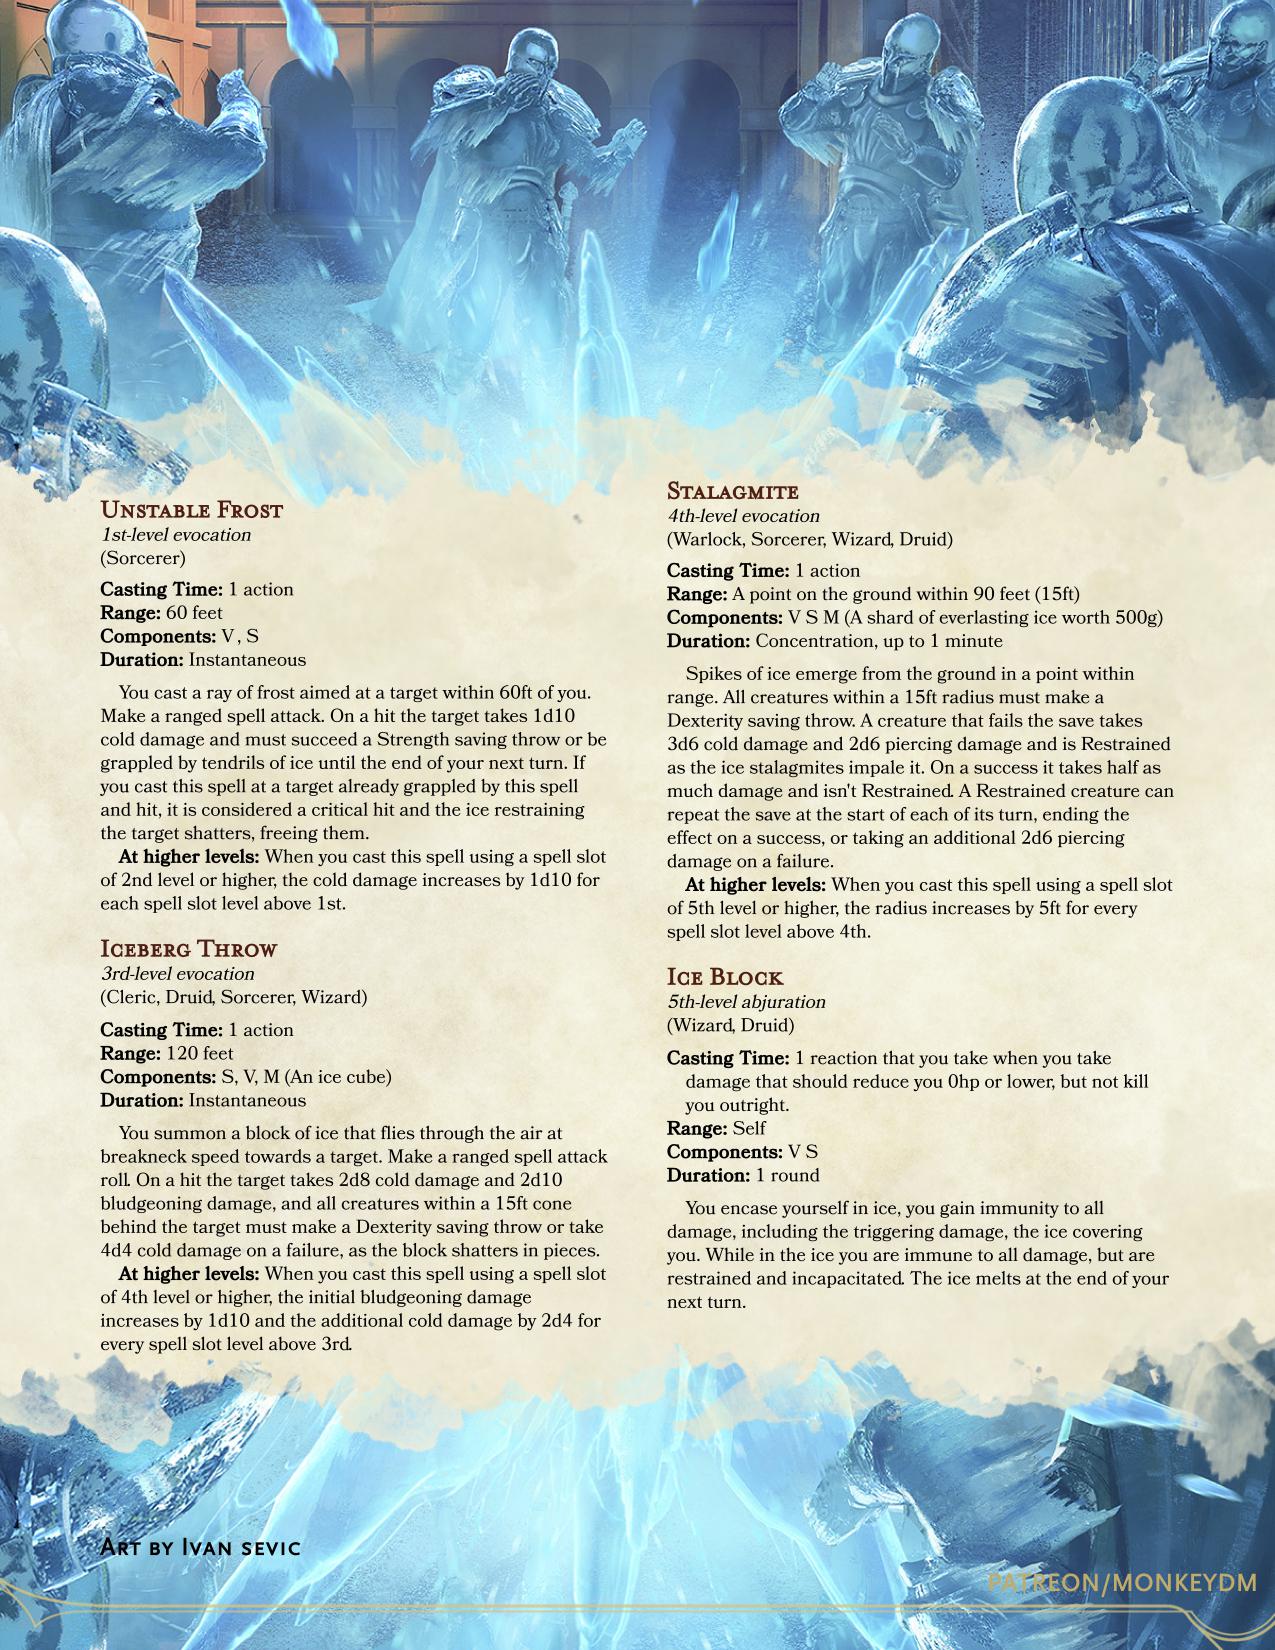 Unstable Frost
1st-level evocation
(Sorcerer)
Casting Time: 1 action
Range: 60 feet
Components: V, S
Duration: Instantaneous
You cast a ray of frost aimed at a target within 60ft of you.
Make a ranged spell attack. On a hit the target takes 1d10
cold damage and must succeed a Strength saving throw or be
grappled by tendrils of ice until the end of your next turn. If
you cast this spell at a target already grappled by this spell
and hit, it is considered a critical hit and the ice restraining
the target shatters, freeing them.
At higher levels: When you cast this spell using a spell slot
of 2nd level or higher, the cold damage increases by 1d10 for
each spell slot level above 1st.
Iceberg Throw
3rd-level evocation
(Cleric, Druid, Sorcerer, Wizard)
Casting Time: 1 action
Range: 120 feet
Components: S, V, M (An ice cube)
Duration: Instantaneous
You summon a block of ice that flies through the air at
breakneck speed towards a target. Make a ranged spell attack
roll. On a hit the target takes 2d8 cold damage and 2d10
bludgeoning damage, and all creatures within a 15ft cone
behind the target must make a Dexterity saving throw or take
4d4 cold damage on a failure, as the block shatters in pieces.
At higher levels: When you cast this spell using a spell slot
of 4th level or higher, the initial bludgeoning damage
increases by 1d10 and the additional cold damage by 2d4 for
every spell slot level above 3rd.
Stalagmite
4th-level evocation
(Warlock, Sorcerer, Wizard, Druid)
Casting Time: 1 action
Range: A point on the ground within 90 feet (15ft)
Components: V S M (A shard of everlasting ice worth 500g)
Duration: Concentration, up to 1 minute
Spikes of ice emerge from the ground in a point within
range. All creatures within a 15ft radius must make a
Dexterity saving throw. A creature that fails the save takes
3d6 cold damage and 2d6 piercing damage and is Restrained
as the ice stalagmites impale it. On a success it takes half as
much damage and isn't Restrained. A Restrained creature can
repeat the save at the start of each of its turn, ending the
effect on a success, or taking an additional 2d6 piercing
damage on a failure.
At higher levels: When you cast this spell using a spell slot
of 5th level or higher, the radius increases by 5ft for every
spell slot level above 4th.
Ice Block
5th-level abjuration
(Wizard, Druid)
Casting Time: 1 reaction that you take when you take
damage that should reduce you 0hp or lower, but not kill
you outright.
Range: Self
Components: V S
Duration: 1 round
You encase yourself in ice, you gain immunity to all
damage, including the triggering damage, the ice covering
you. While in the ice you are immune to all damage, but are
restrained and incapacitated. The ice melts at the end of your
next turn.
Art by Ivan sevic
PATREON/MONKEYDM